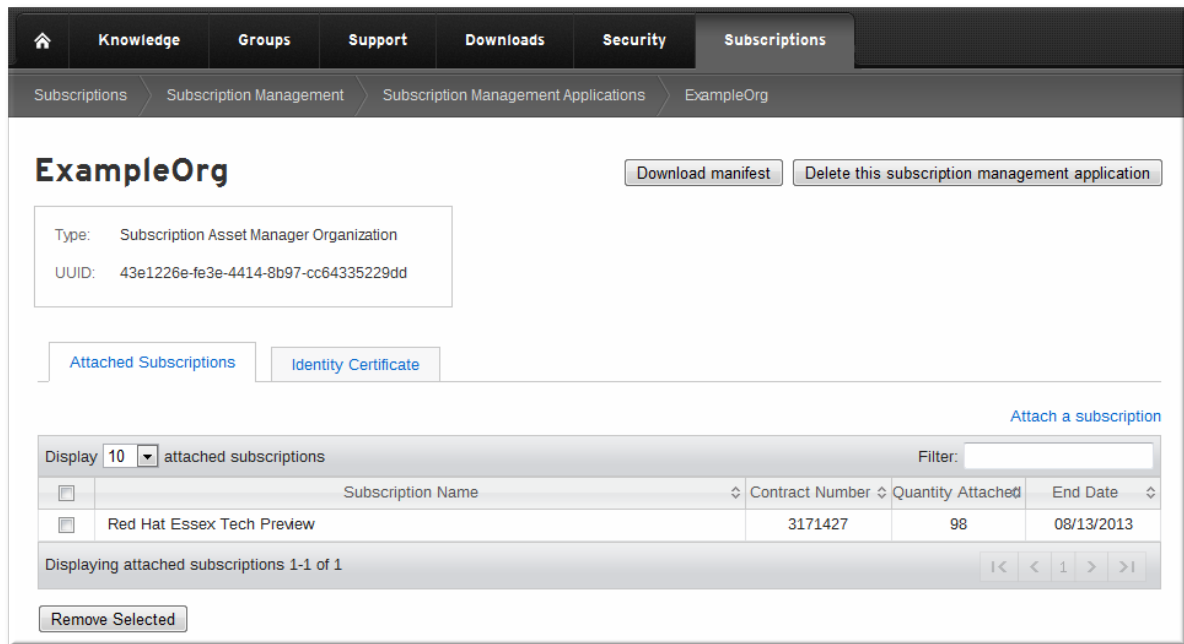 Knowledge Groups Support Downloads Security Subscriptions
Subscriptions Subscription Management Subscription Management Applications ExampleOrg
ExampleOrg
Download manifest Delete this subscription management application
Type: Subscription Asset Manager Organization
UUID: 43e1226e-fe3e-4414-8b97-cc64335229dd
Attached Subscriptions Identity Certificate
Attach a subscription
Display 10 attached subscriptions Filter:
Subscription Name Contract Number Quantity Attached End Date
Red Hat Essex Tech Preview 3171427 98 08/13/2013
Displaying attached subscriptions 1-1 of 1 1
Remove Selected